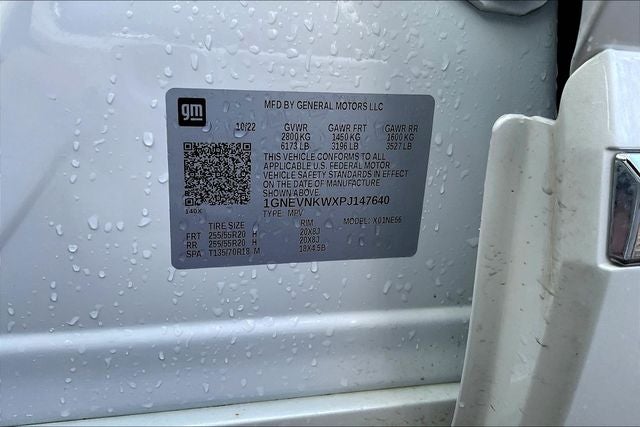 gm
MFD BY GENERAL MOTORS LLC
10/22 GVWR GAWR FRT GAWR RR
2800 KG 1450 KG 1600 KG
6173 LB 3196 LB 3527 LB
THIS VEHICLE CONFORMS TO ALL
APPLICABLE U.S. FEDERAL MOTOR
VEHICLE SAFETY STANDARDS IN EFFECT
ON THE DATE OF MANUFACTURE SHOWN ABOVE
1GNEVNKWXPJ147640
140X TYPE: MPV MODEL: X01NE56
TIRE SIZE RIM
FRT 255/55R20 H 20X8J
RR 255/55R20 H 20X8J
SPA T135/70R18 M 18X4.5B